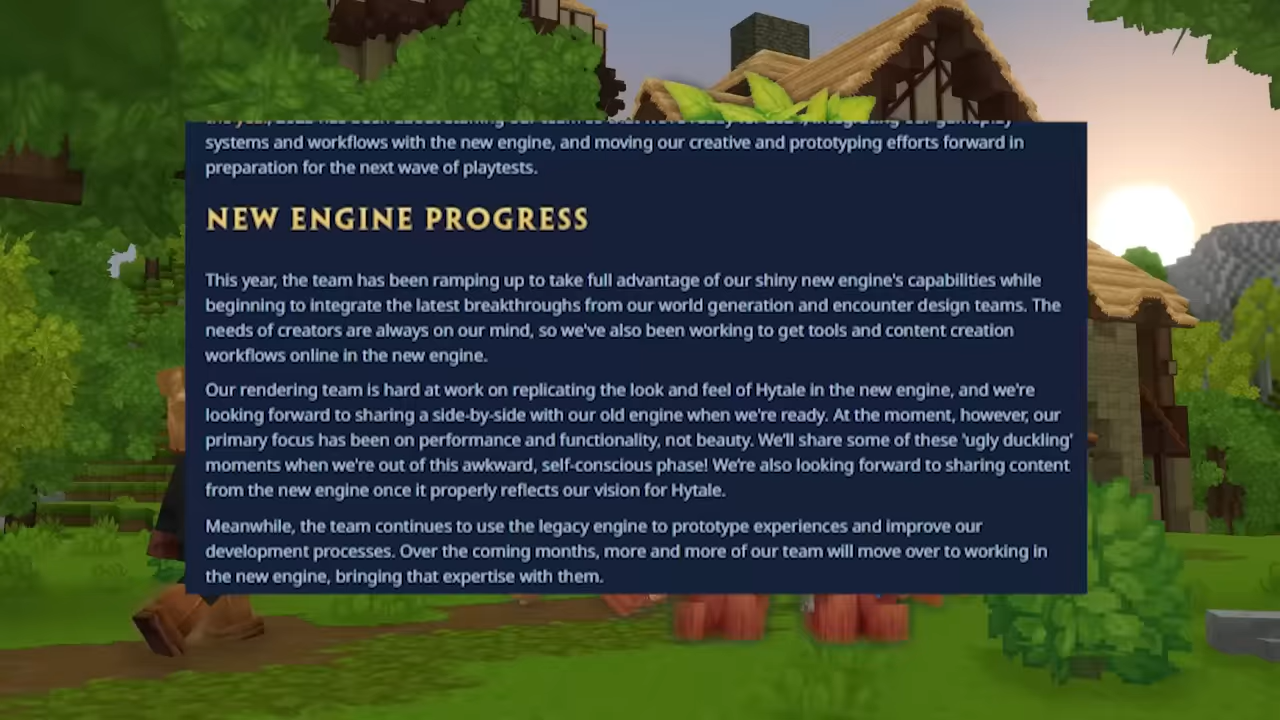 systems and workflows with the new engine, and moving our creative and prototyping efforts forward in
preparation for the next wave of playtests.
NEW ENGINE PROGRESS
This year, the team has been ramping up to take full advantage of our shiny new engine's capabilities while
beginning to integrate the latest breakthroughs from our world generation and encounter design teams. The
needs of creators are always on our mind, so we've also been working to get tools and content creation
workflows online in the new engine.
Our rendering team is hard at work on replicating the look and feel of Hytale in the new engine, and we're
looking forward to sharing a side-by-side with our old engine when we're ready. At the moment, however, our
primary focus has been on performance and functionality, not beauty. We'll share some of these 'ugly duckling'
moments when we're out of this awkward, self-conscious phase! We're also looking forward to sharing content
from the new engine once it properly reflects our vision for Hytale.
Meanwhile, the team continues to use the legacy engine to prototype experiences and improve our
development processes. Over the coming months, more and more of our team will move over to working in
the new engine, bringing that expertise with them.